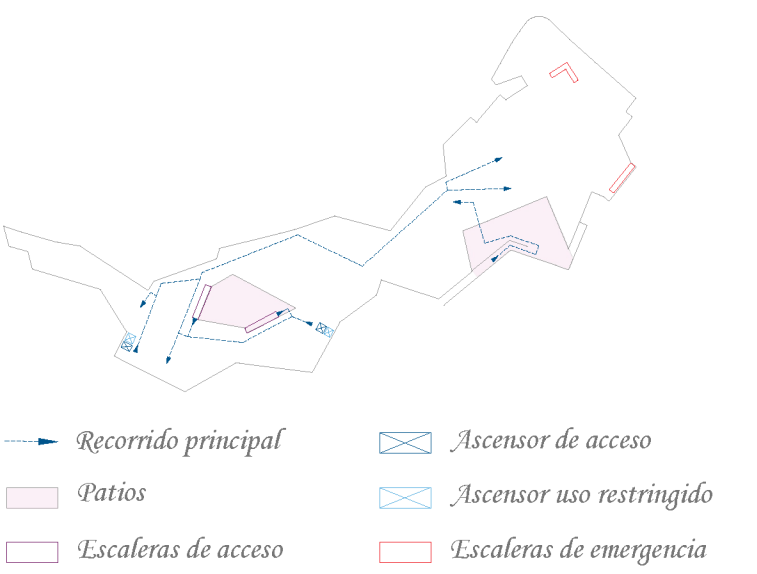 Recorrido principal
Ascensor de acceso
Patios
Ascensor uso restringido
Escaleras de acceso
Escaleras de emergencia